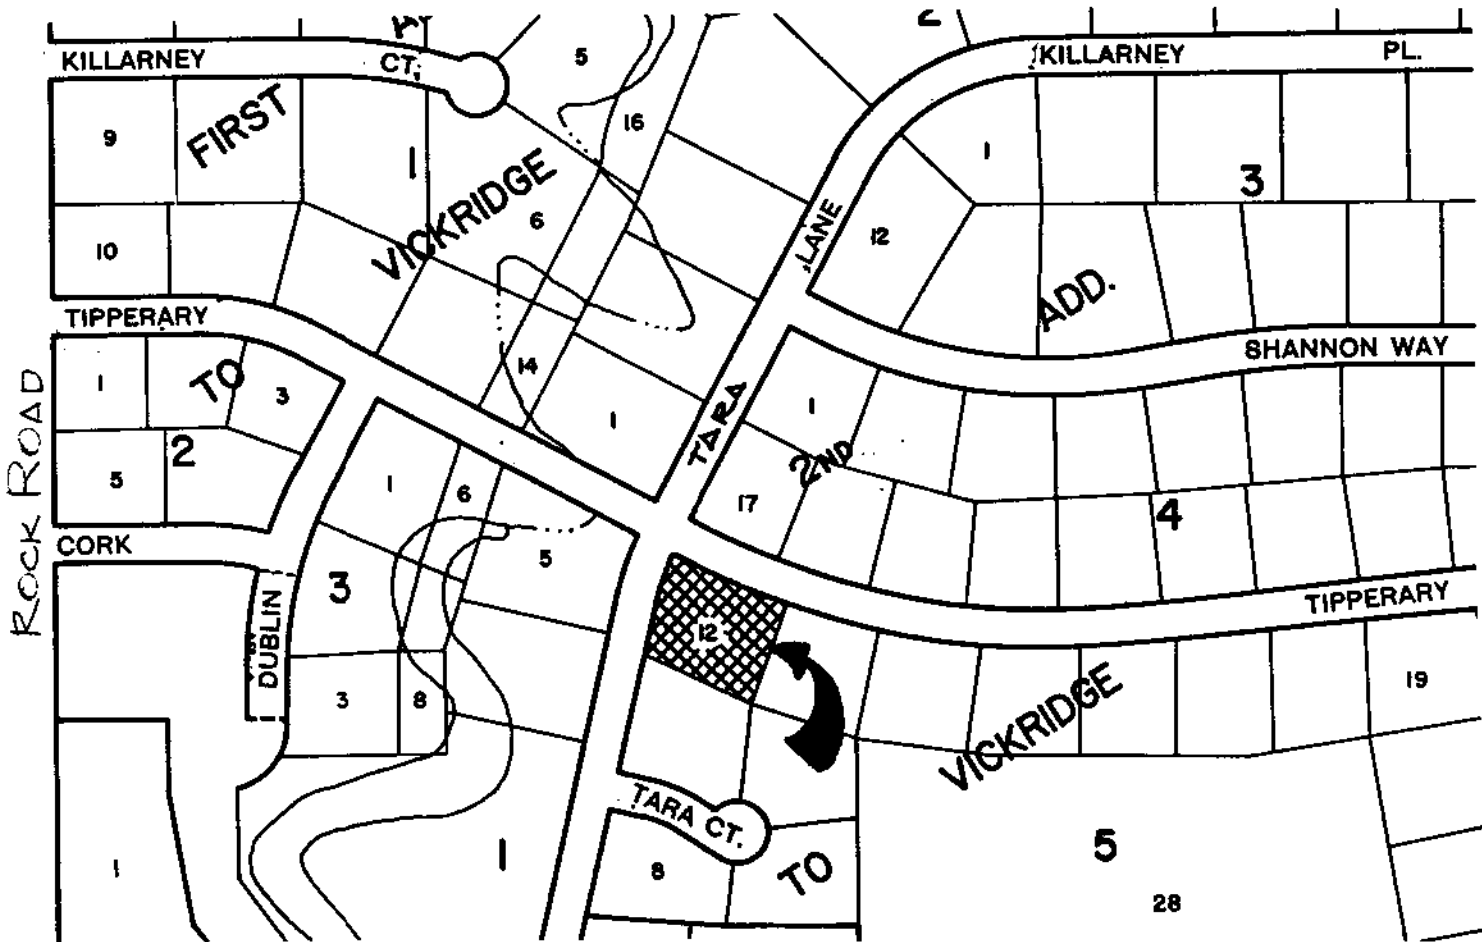 2
KILLARNEY CT.
KILLARNEY PL.
5
9
FIRST
1
16
1
3
VICKRIDGE
6
LANE
12
10
ADD.
TIPPERARY
SHANNON WAY
ROCK ROAD
1
TO
3
14
1
TARA
1
2
5
1
6
2ND
17
4
CORK
5
3
DUBLIN
12
TIPPERARY
3
8
VICKRIDGE
19
TARA CT.
1
1
8
TO
5
28